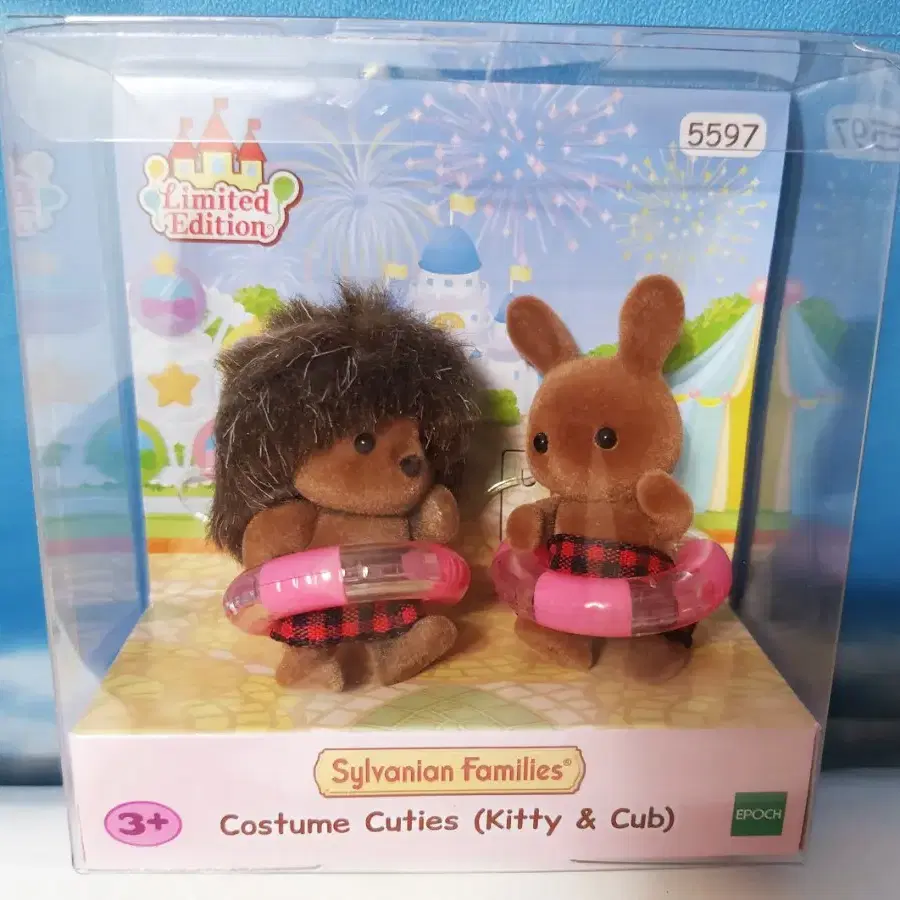 5597
Limited
Edition
Sylvanian Families®
3+
Costume Cuties (Kitty & Cub)
EPOCH